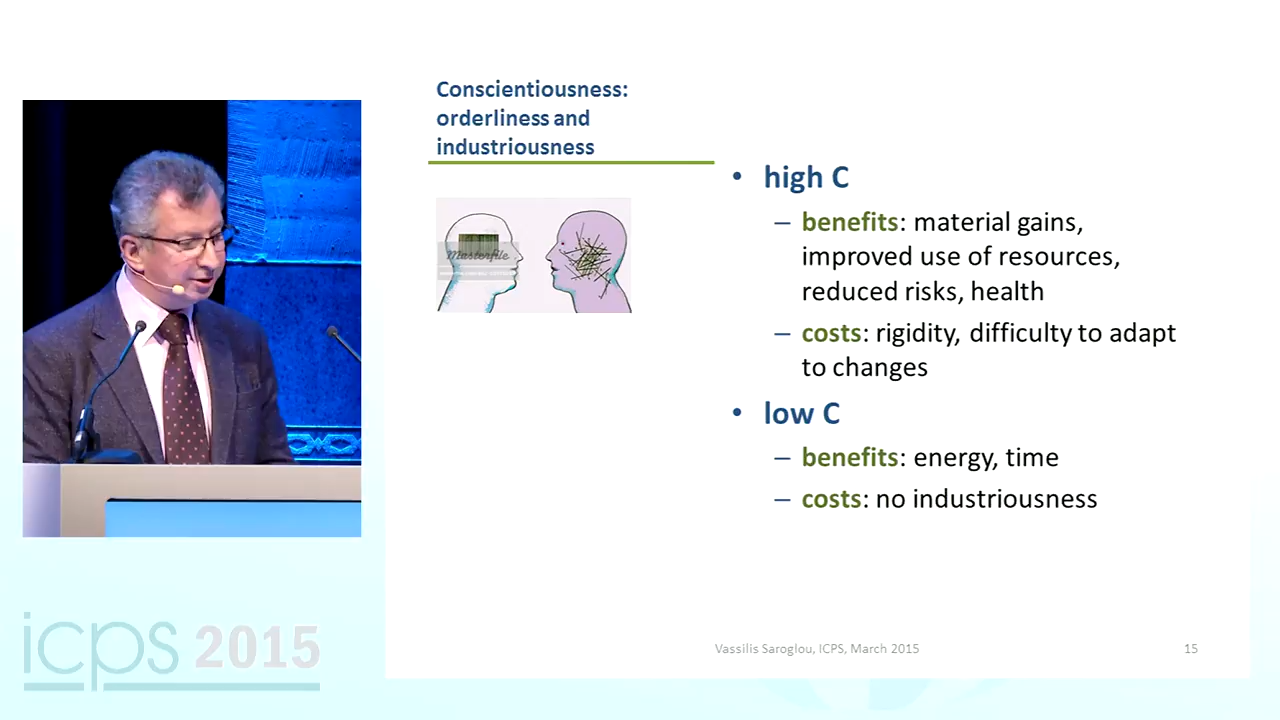 Conscientiousness:
orderliness and
industriousness
Masterfile
• high C
– benefits: material gains,
improved use of resources,
reduced risks, health
– costs: rigidity, difficulty to adapt
to changes
• low C
– benefits: energy, time
– costs: no industriousness
icps 2015
Vassilis Saroglou, ICPS, March 2015
15